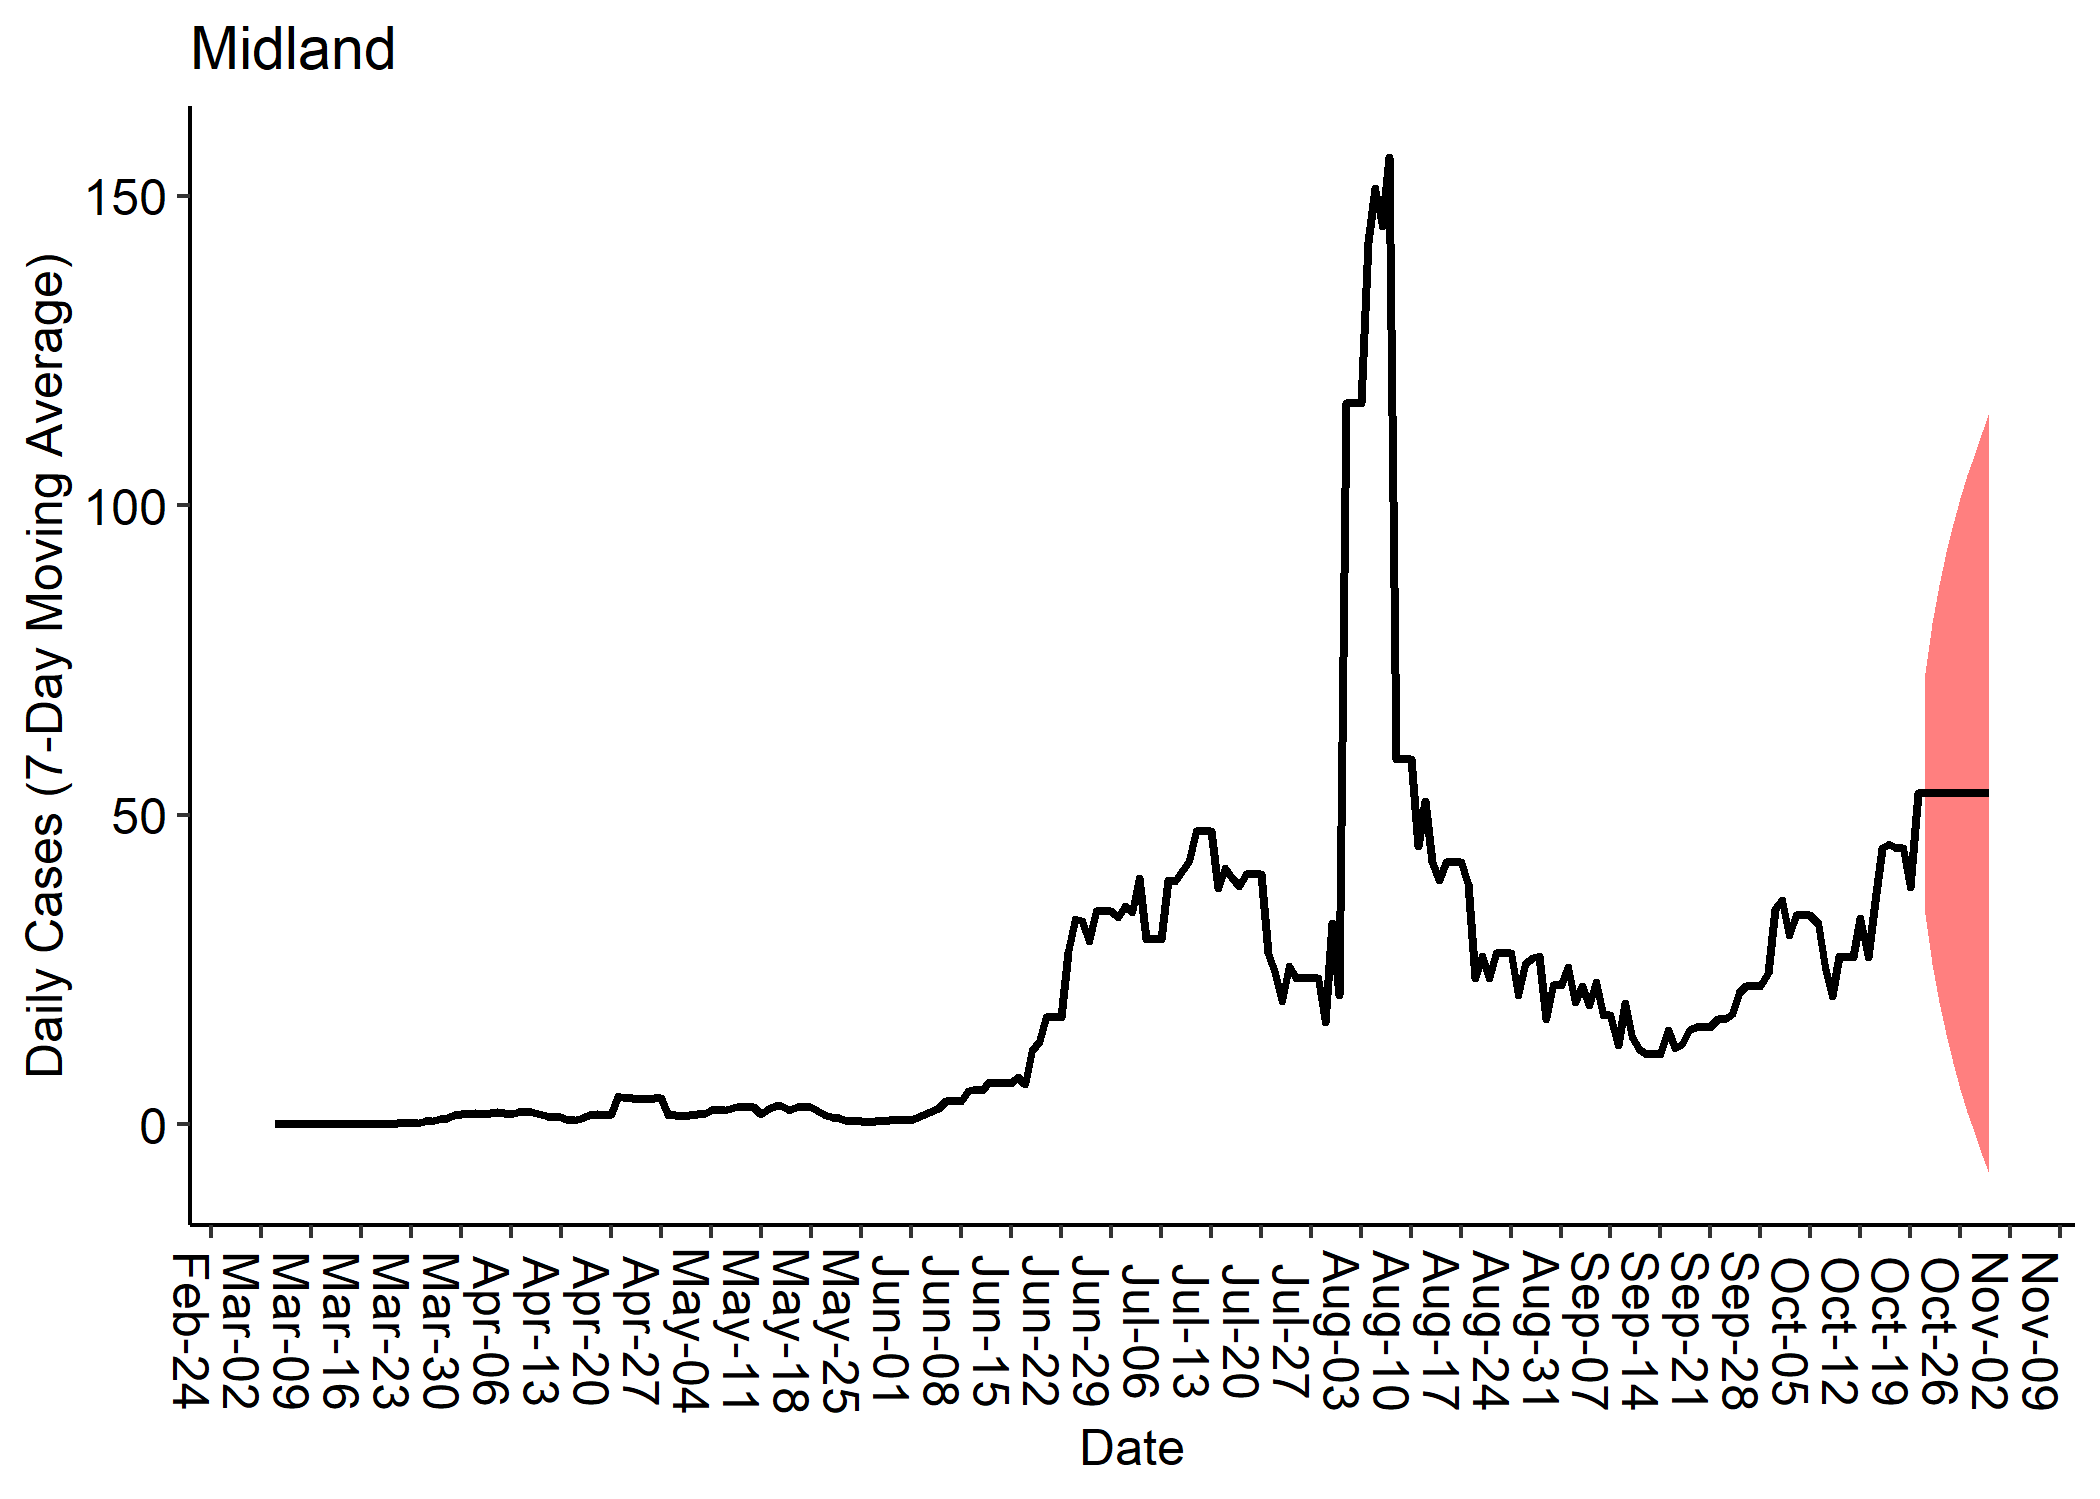 Midland
Daily Cases (7-Day Moving Average)
150
100
50
0
Feb-24
Mar-02
Mar-09
Mar-16
Mar-23
Mar-30
Apr-06
Apr-13
Apr-20
Apr-27
May-04
May-11
May-18
May-25
Jun-01
Jun-08
Jun-15
Jun-22
Jun-29
Jul-06
Jul-13
Jul-20
Jul-27
Aug-03
Aug-10
Aug-17
Aug-24
Aug-31
Sep-07
Sep-14
Sep-21
Sep-28
Oct-05
Oct-12
Oct-19
Oct-26
Nov-02
Nov-09
Date